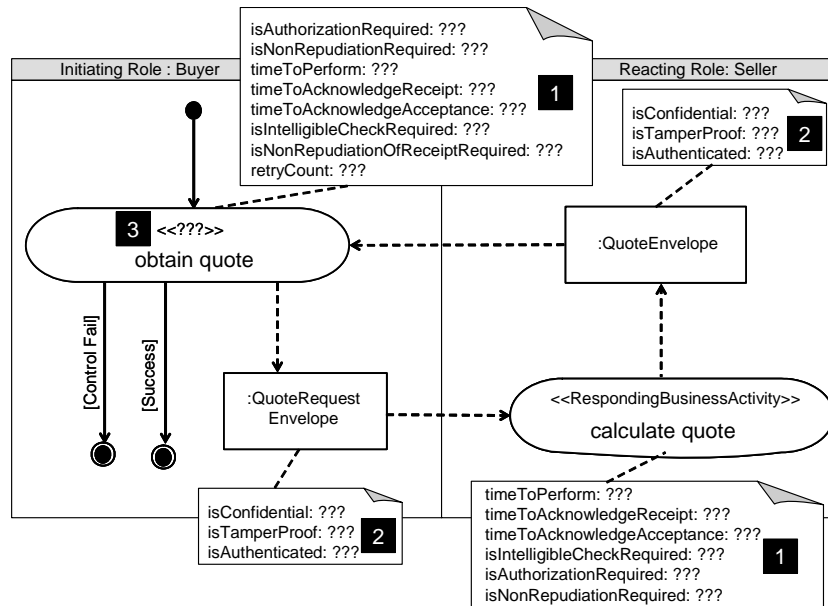 isAuthorizationRequired: ???
isNonRepudiationRequired: ???
timeToPerform: ???
timeToAcknowledgeReceipt: ???
timeToAcknowledgeAcceptance: ???
isIntelligibleCheckRequired: ???
isNonRepudiationOfReceiptRequired: ???
retryCount: ???
1
Initiating Role : Buyer
Reacting Role: Seller
isConfidential: ???
isTamperProof: ???
isAuthenticated: ???
2
3 <<???>>
obtain quote
:QuoteEnvelope
[Control Fail]
[Success]
:QuoteRequest
Envelope
<<RespondingBusinessActivity>>
calculate quote
isConfidential: ???
isTamperProof: ???
isAuthenticated: ???
2
timeToPerform: ???
timeToAcknowledgeReceipt: ???
timeToAcknowledgeAcceptance: ???
isIntelligibleCheckRequired: ???
isAuthorizationRequired: ???
isNonRepudiationRequired: ???
1